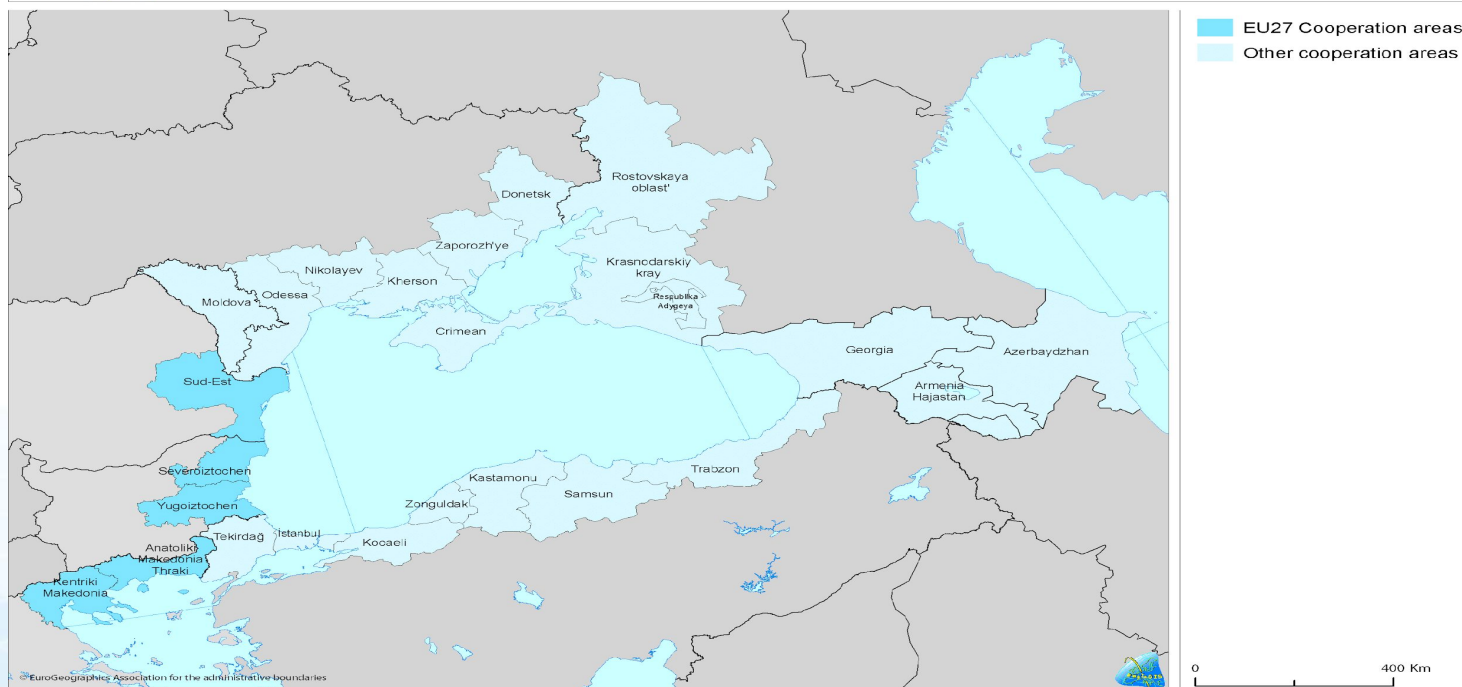 EU27 Cooperation areas
Other cooperation areas
Rostovskaya
oblast'
Donetsk
Zaporozh'ye
Nikolayev
Kherson
Odessa
Moldova
Krasnodarskiy
kray
Respublika
Adygeya
Crimean
Georgia
Azerbaydzhan
Armenia
Hajastan
Sud-Est
Severoiztochen
Yugoiztochen
Trabzon
Kastamonu
Samsun
Zonguldak
Tekirdağ
İstanbul
Kocaeli
Anatoliki
Makedonia
Thraki
Kentriki
Makedonia
© EuroGeographics Association for the administrative boundaries
0
400 Km